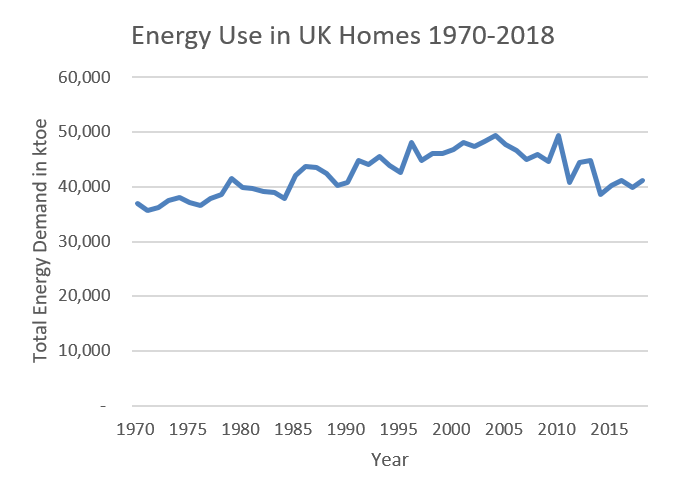 Energy Use in UK Homes 1970-2018
Total Energy Demand in ktoe
60,000
50,000
40,000
30,000
20,000
10,000
-
1970 1975 1980 1985 1990 1995 2000 2005 2010 2015
Year